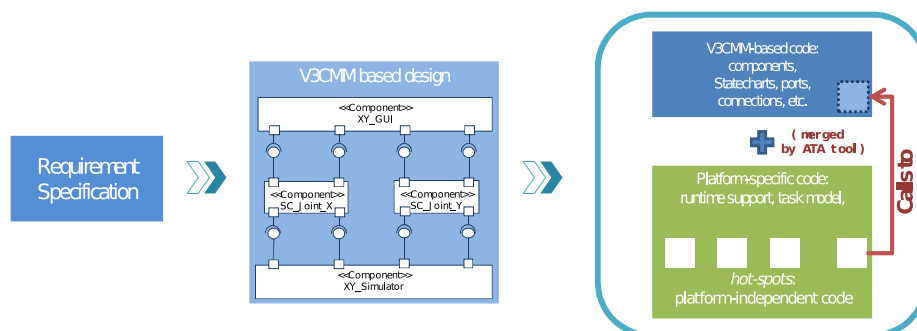 Requirement
Specification
V3CMM based design
<<Component>>
XY_GUI
<<Component>>
SC_Joint_X
<<Component>>
SC_Joint_Y
<<Component>>
XY_Simulator
V3CMM-based code:
components,
Statecharts, ports,
connections, etc.
( merged
by ATA tool )
Calls to
Platform-specific code:
runtime support, task model,
hot-spots:
platform-independent code